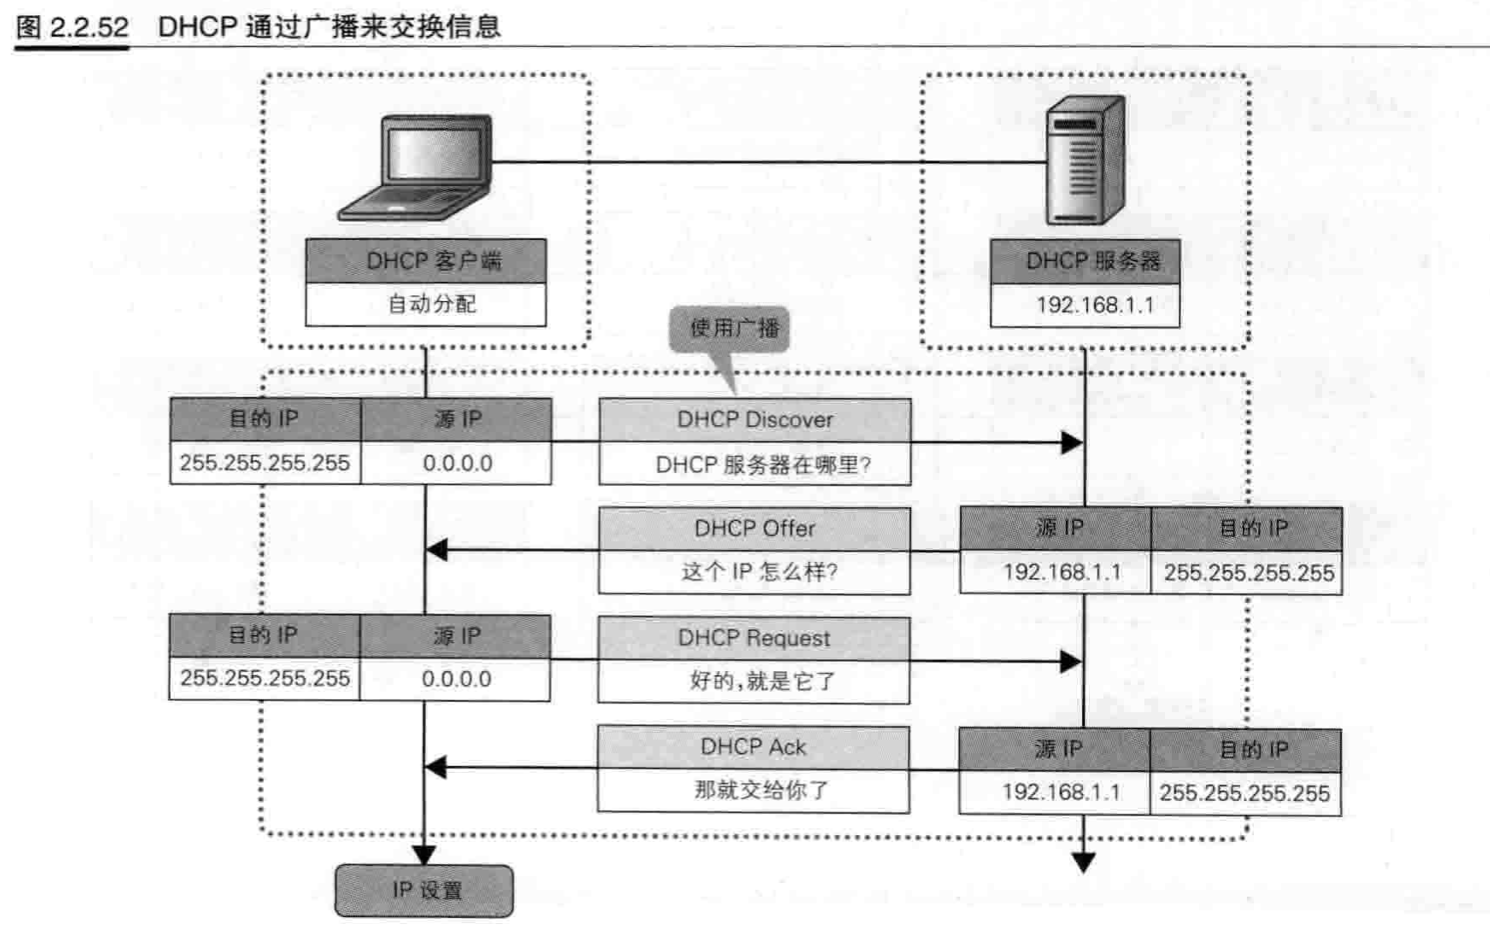 图 2.2.52 DHCP 通过广播来交换信息
DHCP 客户端
自动分配
DHCP 服务器
192.168.1.1
使用广播
目的 IP 源 IP
255.255.255.255 0.0.0.0
DHCP Discover
DHCP 服务器在哪里?
DHCP Offer
这个 IP 怎么样?
源 IP 目的 IP
192.168.1.1 255.255.255.255
目的 IP 源 IP
255.255.255.255 0.0.0.0
DHCP Request
好的,就是它了
DHCP Ack
那就交给你了
源 IP 目的 IP
192.168.1.1 255.255.255.255
IP 设置